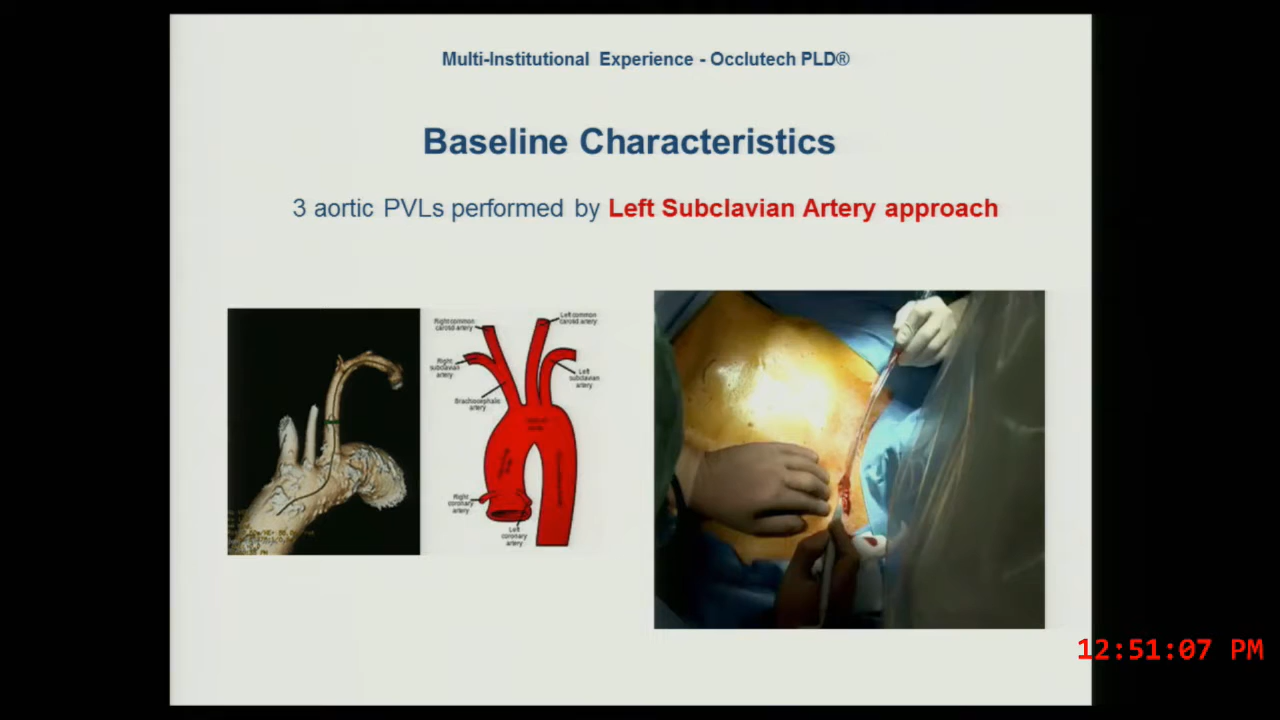 Multi-Institutional Experience - Occlutech PLD®
Baseline Characteristics
3 aortic PVLs performed by Left Subclavian Artery approach
Right common
carotid artery
Left common
carotid artery
Right
subclavian
artery
Left
subclavian
artery
Brachiocephalic
artery
Right
coronary
artery
Left
coronary
artery
12:51:07 PM